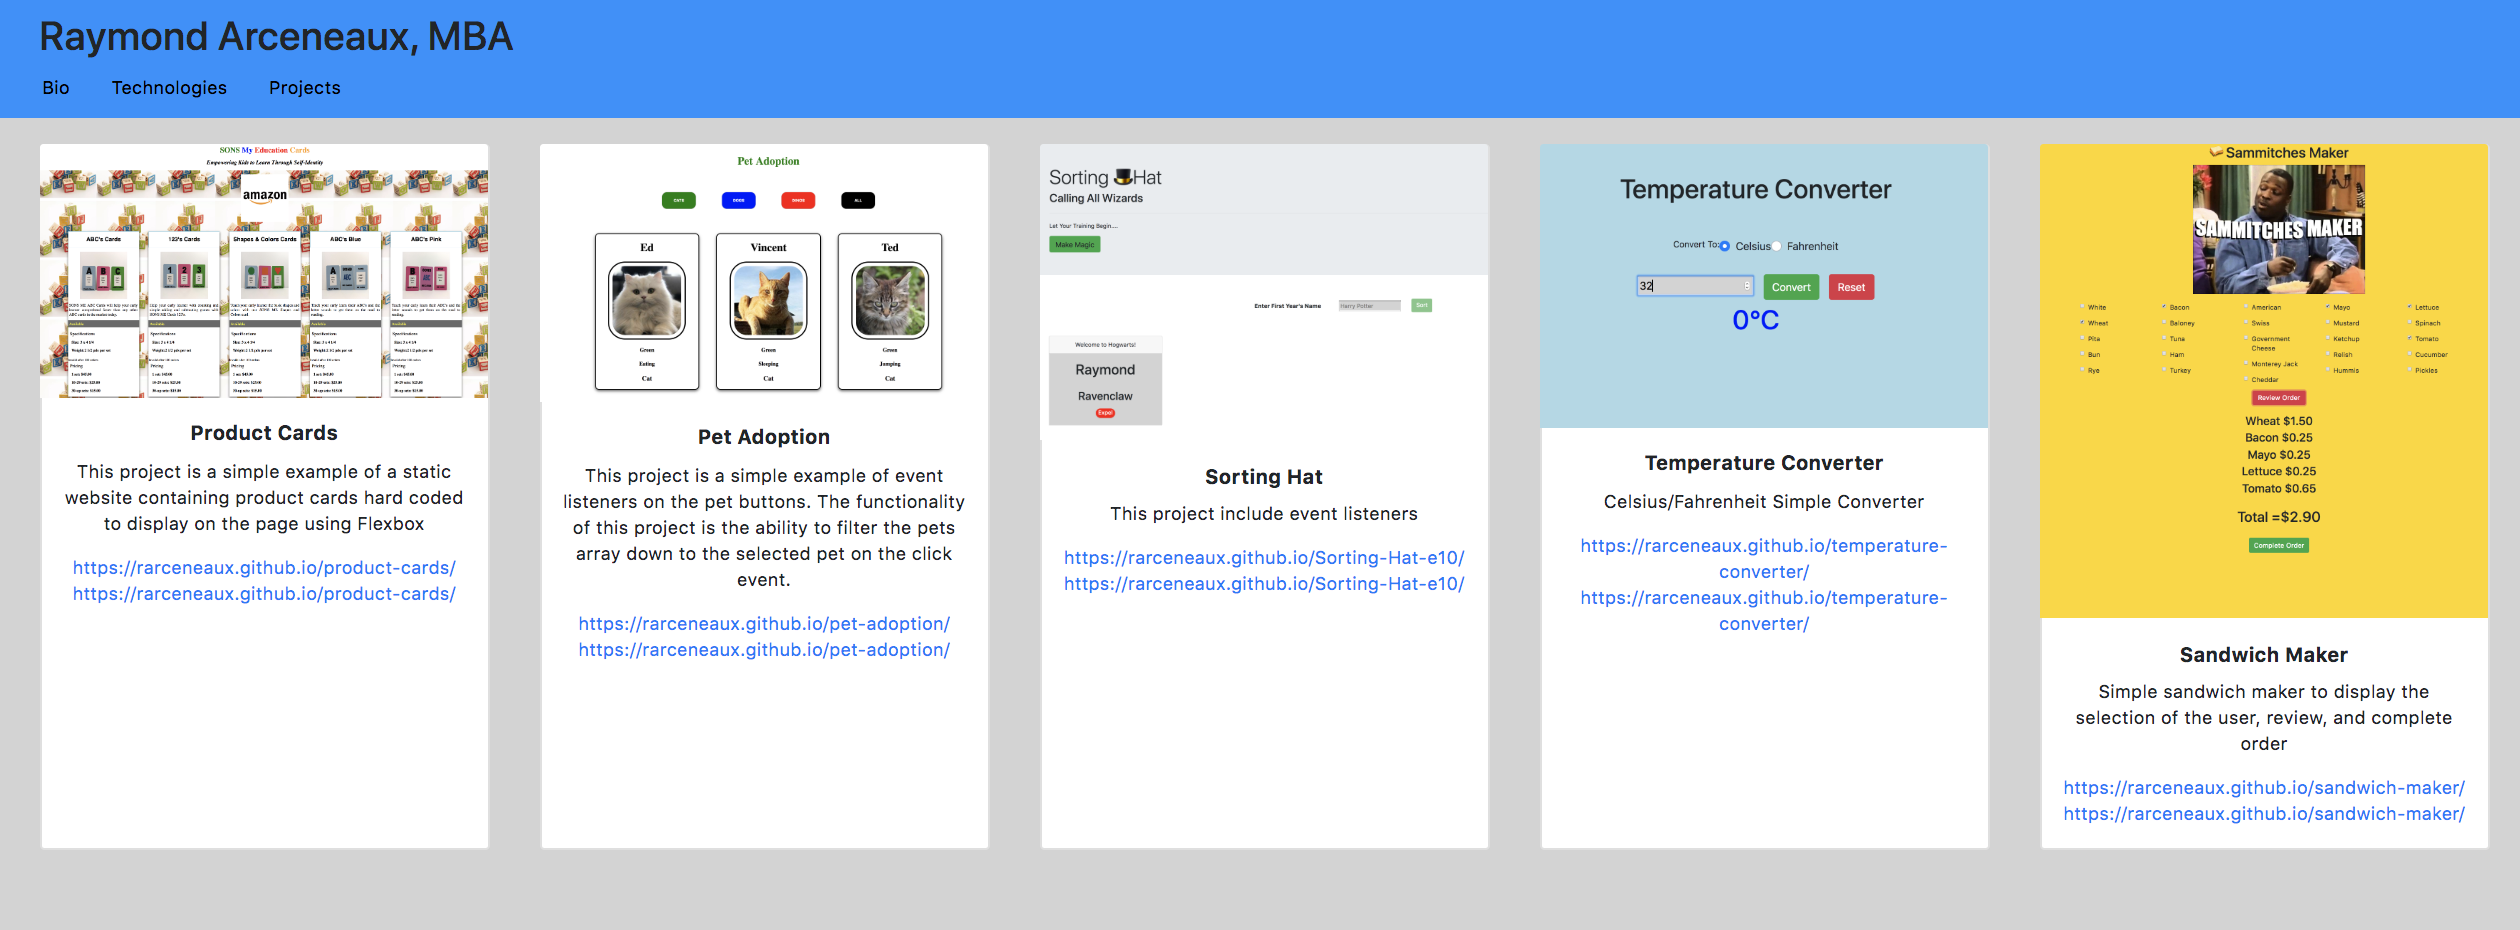 Raymond Arceneaux, MBA
Bio Technologies Projects
SONS My Education Cards
Empowering Kids to Learn Through Self-Identity
amazon
ABC's Cards
123's Cards
Shapes & Colors Cards
ABC's Blue
ABC's Pink
Product Cards
This project is a simple example of a static
website containing product cards hard coded
to display on the page using Flexbox
https://rarceneaux.github.io/product-cards/
https://rarceneaux.github.io/product-cards/
Pet Adoption
CATS DOGS DINOS ALL
Ed
Green
Eating
Cat
Vincent
Green
Sleeping
Cat
Ted
Green
Jumping
Cat
Pet Adoption
This project is a simple example of event
listeners on the pet buttons. The functionality
of this project is the ability to filter the pets
array down to the selected pet on the click
event.
https://rarceneaux.github.io/pet-adoption/
https://rarceneaux.github.io/pet-adoption/
Sorting Hat
Calling All Wizards
Let Your Training Begin....
Make Magic
Enter First Year's Name Harry Potter Sort
Welcome to Hogwarts!
Raymond
Ravenclaw
Expel
Sorting Hat
This project include event listeners
https://rarceneaux.github.io/Sorting-Hat-e10/
https://rarceneaux.github.io/Sorting-Hat-e10/
Temperature Converter
Convert To: Celsius Fahrenheit
32 Convert Reset
0°C
Temperature Converter
Celsius/Fahrenheit Simple Converter
https://rarceneaux.github.io/temperature-
converter/
https://rarceneaux.github.io/temperature-
converter/
Sammitches Maker
SAMMITCHES MAKER
White
Wheat
Pita
Bun
Rye
Bacon
Baloney
Tuna
Ham
Turkey
American
Swiss
Government
Cheese
Monterey Jack
Cheddar
Mayo
Mustard
Ketchup
Relish
Hummis
Lettuce
Spinach
Tomato
Cucumber
Pickles
Review Order
Wheat $1.50
Bacon $0.25
Mayo $0.25
Lettuce $0.25
Tomato $0.65
Total =$2.90
Complete Order
Sandwich Maker
Simple sandwich maker to display the
selection of the user, review, and complete
order
https://rarceneaux.github.io/sandwich-maker/
https://rarceneaux.github.io/sandwich-maker/